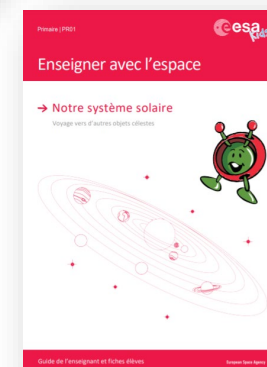 Primaire | PR01
esa
Kids
Enseigner avec l'espace
→ Notre système solaire
Voyage vers d'autres objets célestes
Guide de l'enseignant et fiches élèves
European Space Agency